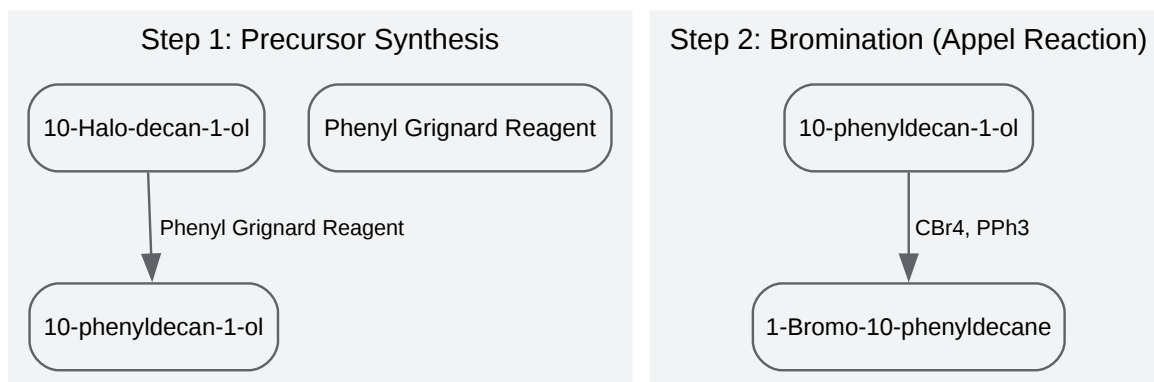 Step 1: Precursor Synthesis
10-Halo-decan-1-ol
Phenyl Grignard Reagent
Phenyl Grignard Reagent
10-phenyldecan-1-ol
Step 2: Bromination (Appel Reaction)
10-phenyldecan-1-ol
CBr4, PPh3
1-Bromo-10-phenyldecane